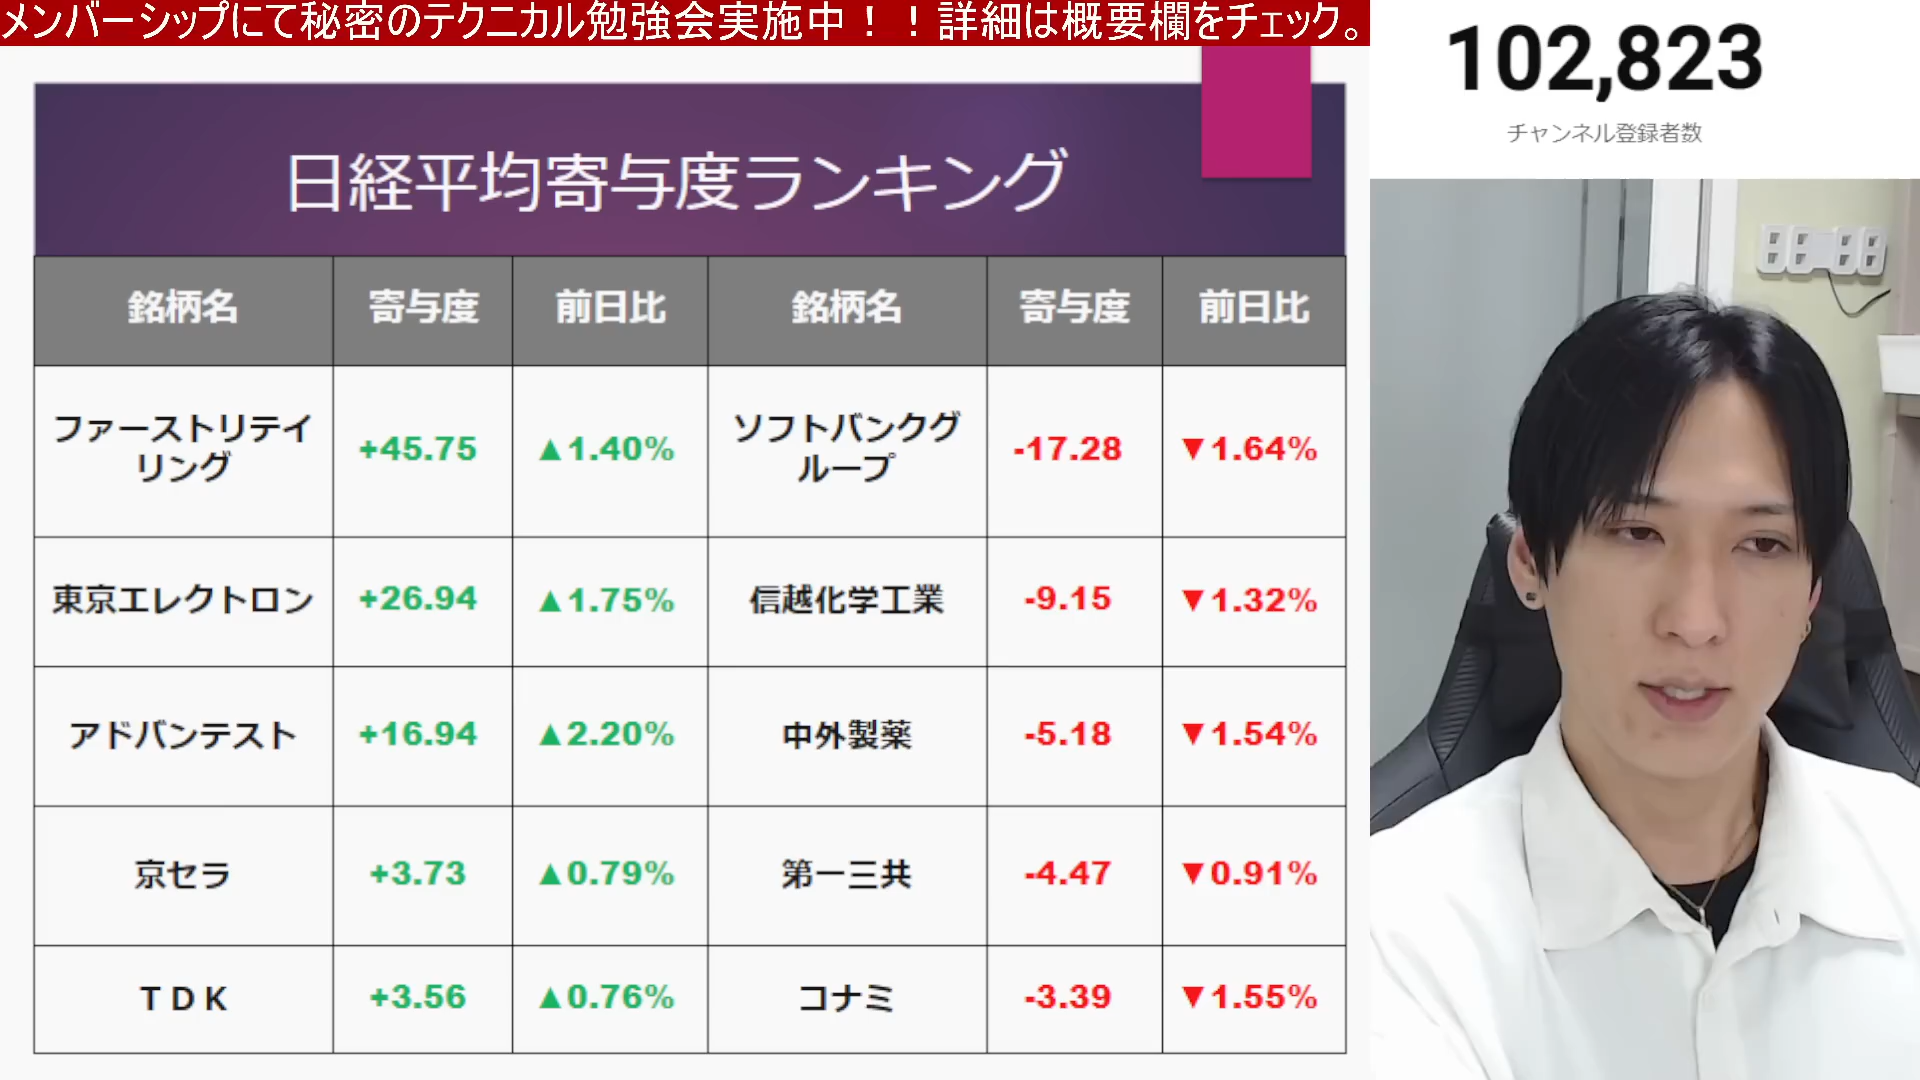 メンバーシップにて秘密のテクニカル勉強会実施中！！詳細は概要欄をチェック。
102,823
チャンネル登録者数
日経平均寄与度ランキング
銘柄名 寄与度 前日比 銘柄名 寄与度 前日比
ファーストリテイ
リング
+45.75 ▲1.40%
ソフトバンクグ
ループ
-17.28 ▼1.64%
東京エレクトロン +26.94 ▲1.75% 信越化学工業 -9.15 ▼1.32%
アドバンテスト +16.94 ▲2.20% 中外製薬 -5.18 ▼1.54%
京セラ +3.73 ▲0.79% 第一三共 -4.47 ▼0.91%
ＴＤＫ +3.56 ▲0.76% コナミ -3.39 ▼1.55%